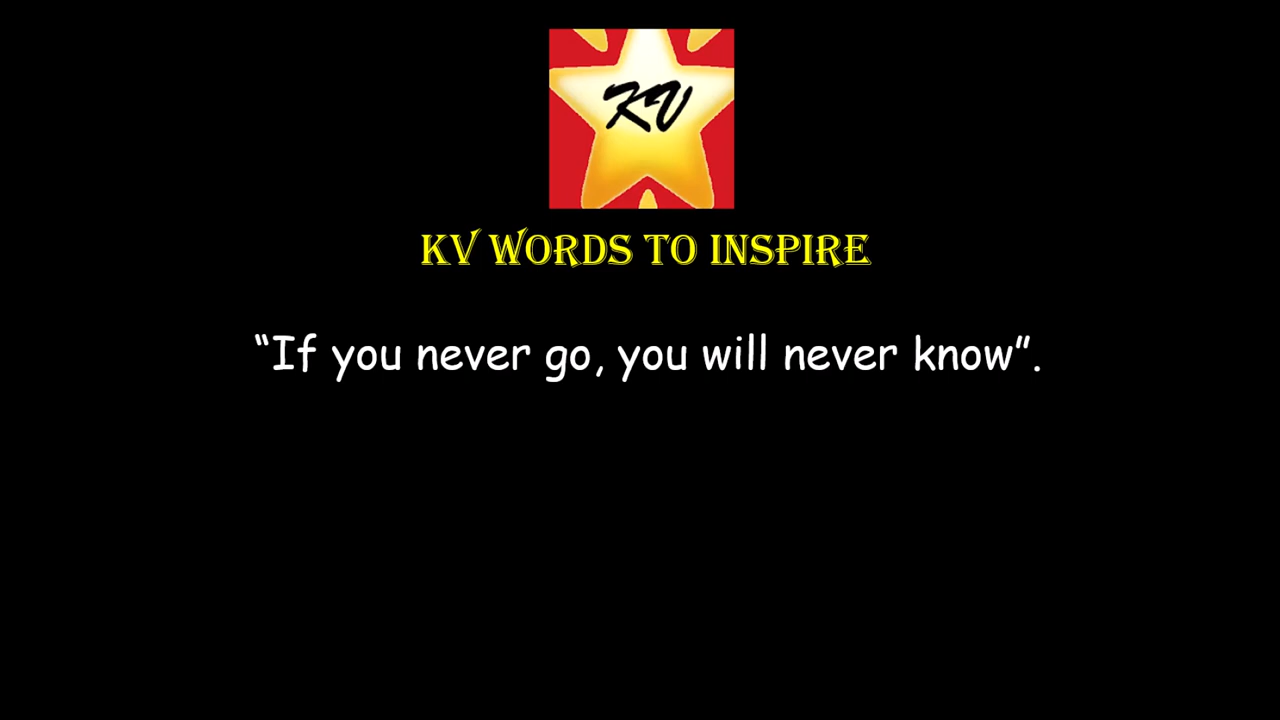 KV
KV WORDS TO INSPIRE
“If you never go, you will never know”.